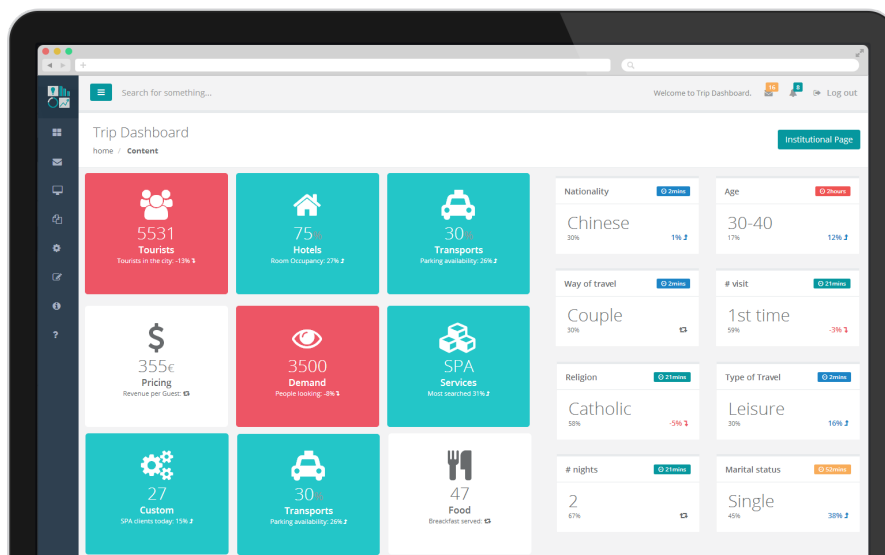 Search for something...
Welcome to Trip Dashboard.
16
8
Log out
Trip Dashboard
home / Content
Institutional Page
5531
Tourists
Tourists in the city: -13%
75%
Hotels
Room Occupancy: 27%
30%
Transports
Parking availability: 26%
355€
Pricing
Revenue per Guest:
3500
Demand
People looking: -8%
SPA
Services
Most searched 31%
27
Custom
SPA clients today: 15%
30%
Transports
Parking availability: 26%
47
Food
Breackfast served:
Nationality 2mins
Chinese
30% 1%
Age 2hours
30-40
17% 12%
Way of travel 2mins
Couple
30%
# visit 21mins
1st time
59% -3%
Religion 21mins
Catholic
58% -5%
Type of Travel 2mins
Leisure
30% 16%
# nights 21mins
2
67%
Marital status 52mins
Single
45% 38%